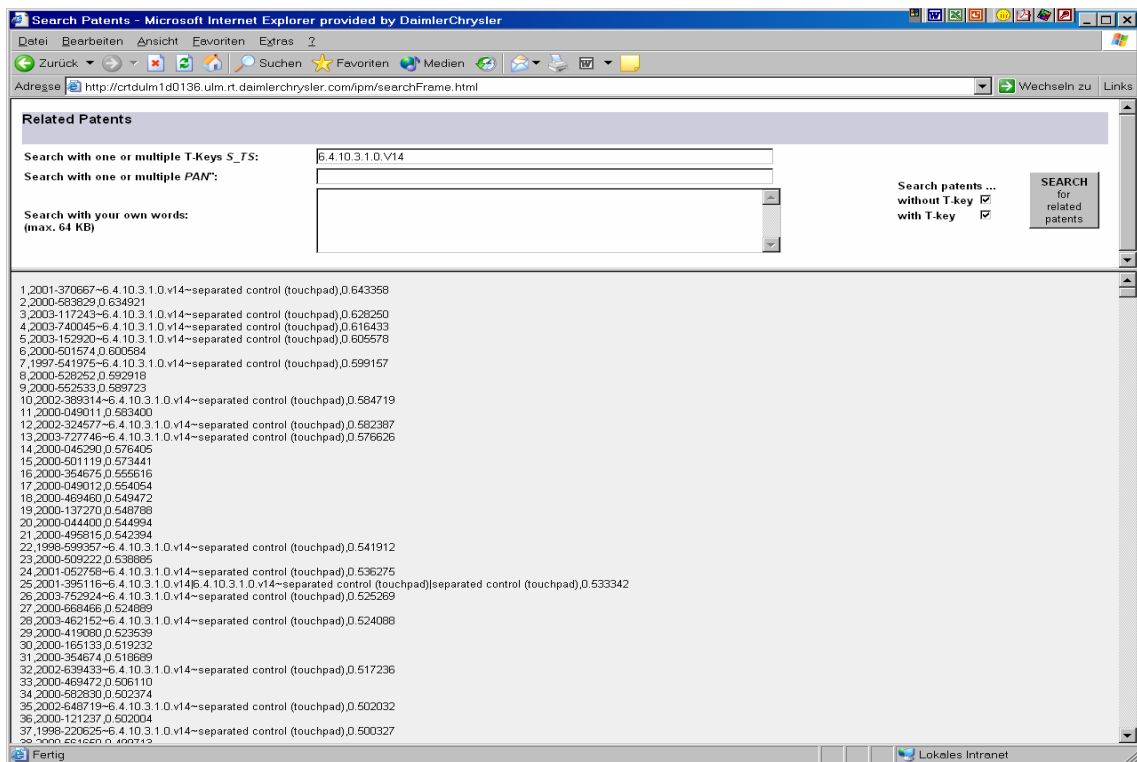 Search Patents - Microsoft Internet Explorer provided by DaimlerChrysler
Datei Bearbeiten Ansicht Favoriten Extras ?
Zurück Suchen Favoriten Medien
Adresse http://crtdulm1d0136.ulm.rt.daimlerchrysler.com/ipm/searchFrame.html Wechseln zu Links
Related Patents
Search with one or multiple T-Keys S_TS: 6.4.10.3.1.0.V14
Search with one or multiple PAN":
Search with your own words:
(max. 64 KB)
Search patents ...
without T-key
with T-key
SEARCH
for
related
patents
1,2001-370667~6.4.10.3.1.0.v14~separated control (touchpad),0.643358
2,2000-583829,0.634921
3,2003-117243~6.4.10.3.1.0.v14~separated control (touchpad),0.628250
4,2003-740045~6.4.10.3.1.0.v14~separated control (touchpad),0.616433
5,2003-152920~6.4.10.3.1.0.v14~separated control (touchpad),0.605578
6,2000-501574,0.600584
7,1997-541975~6.4.10.3.1.0.v14~separated control (touchpad),0.599157
8,2000-528252,0.592918
9,2000-552533,0.589723
10,2002-389314~6.4.10.3.1.0.v14~separated control (touchpad),0.584719
11,2000-049011,0.583400
12,2002-324577~6.4.10.3.1.0.v14~separated control (touchpad),0.582387
13,2003-727746~6.4.10.3.1.0.v14~separated control (touchpad),0.576626
14,2000-045290,0.576405
15,2000-501119,0.573441
16,2000-354675,0.555616
17,2000-049012,0.554054
18,2000-469460,0.549472
19,2000-137270,0.548788
20,2000-044400,0.544994
21,2000-495815,0.542394
22,1998-599357~6.4.10.3.1.0.v14~separated control (touchpad),0.541912
23,2000-509222,0.538885
24,2001-052758~6.4.10.3.1.0.v14~separated control (touchpad),0.536275
25,2001-395116~6.4.10.3.1.0.v14|6.4.10.3.1.0.v14~separated control (touchpad)|separated control (touchpad),0.533342
26,2003-752924~6.4.10.3.1.0.v14~separated control (touchpad),0.525269
27,2000-668466,0.524889
28,2003-462152~6.4.10.3.1.0.v14~separated control (touchpad),0.524088
29,2000-419080,0.523539
30,2000-165133,0.519232
31,2000-354674,0.518689
32,2002-639433~6.4.10.3.1.0.v14~separated control (touchpad),0.517236
33,2000-469472,0.506110
34,2000-582830,0.502374
35,2002-648719~6.4.10.3.1.0.v14~separated control (touchpad),0.502032
36,2000-121237,0.502004
37,1998-220625~6.4.10.3.1.0.v14~separated control (touchpad),0.500327
Fertig Lokales Intranet